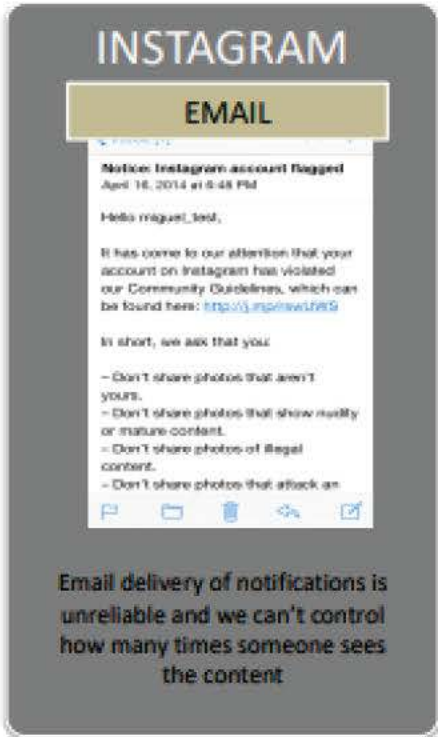 INSTAGRAM
EMAIL
Notice: Instagram account flagged
April 16, 2014 at 6:48 PM
Hello miguel_test,
It has come to our attention that your
account on Instagram has violated
our Community Guidelines, which can
be found here:
In short, we ask that you:
– Don't share photos that aren't
yours.
– Don't share photos that show nudity
or mature content.
– Don't share photos of illegal
content.
– Don't share photos that attack an
Email delivery of notifications is
unreliable and we can't control
how many times someone sees
the content